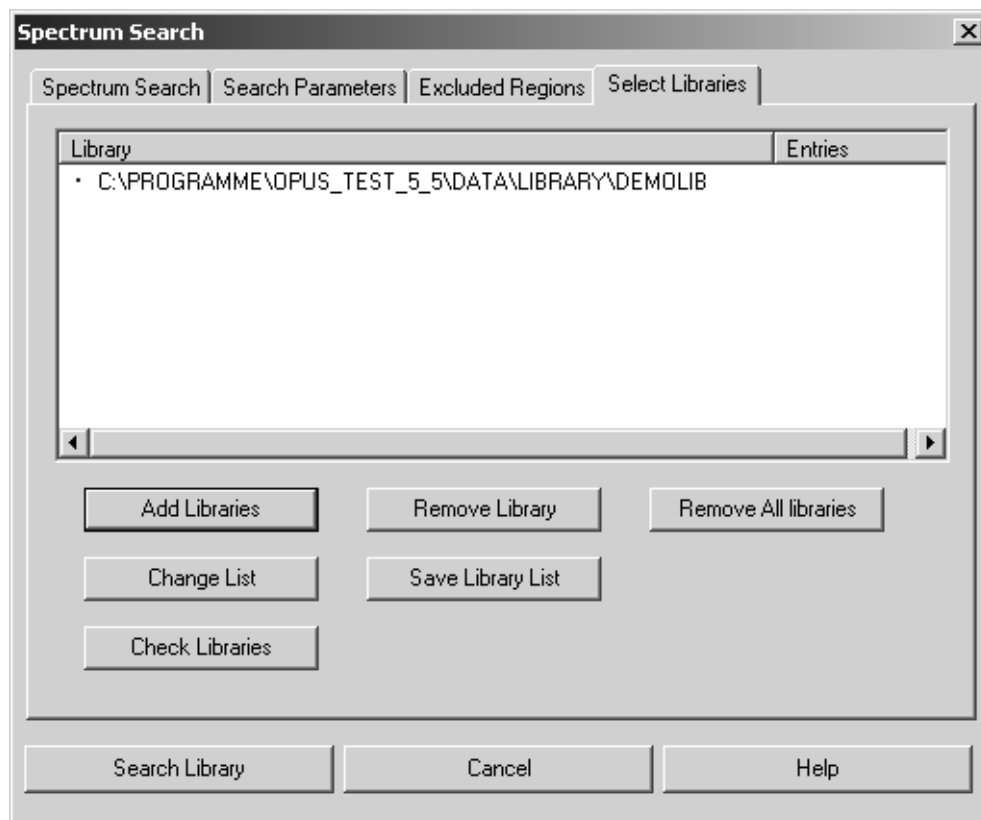 Spectrum Search
Spectrum Search Search Parameters Excluded Regions Select Libraries
Library Entries
· C:\PROGRAMME\OPUS_TEST_5_5\DATA\LIBRARY\DEMOLIB
Add Libraries Remove Library Remove All libraries
Change List Save Library List
Check Libraries
Search Library Cancel Help